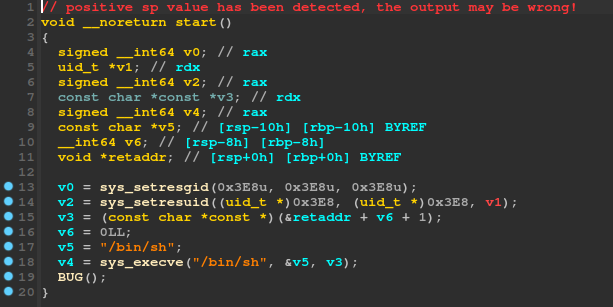 1 // positive sp value has been detected, the output may be wrong!
2 void __noreturn start()
3 {
4 signed __int64 v0; // rax
5 uid_t *v1; // rdx
6 signed __int64 v2; // rax
7 const char *const *v3; // rdx
8 signed __int64 v4; // rax
9 const char *v5; // [rsp-10h] [rbp-10h] BYREF
10 __int64 v6; // [rsp-8h] [rbp-8h]
11 void *retaddr; // [rsp+0h] [rbp+0h] BYREF
12
13 v0 = sys_setresgid(0x3E8u, 0x3E8u, 0x3E8u);
14 v2 = sys_setresuid((uid_t *)0x3E8, (uid_t *)0x3E8, v1);
15 v3 = (const char *const *)(&retaddr + v6 + 1);
16 v6 = 0LL;
17 v5 = "/bin/sh";
18 v4 = sys_execve("/bin/sh", &v5, v3);
19 BUG();
20 }